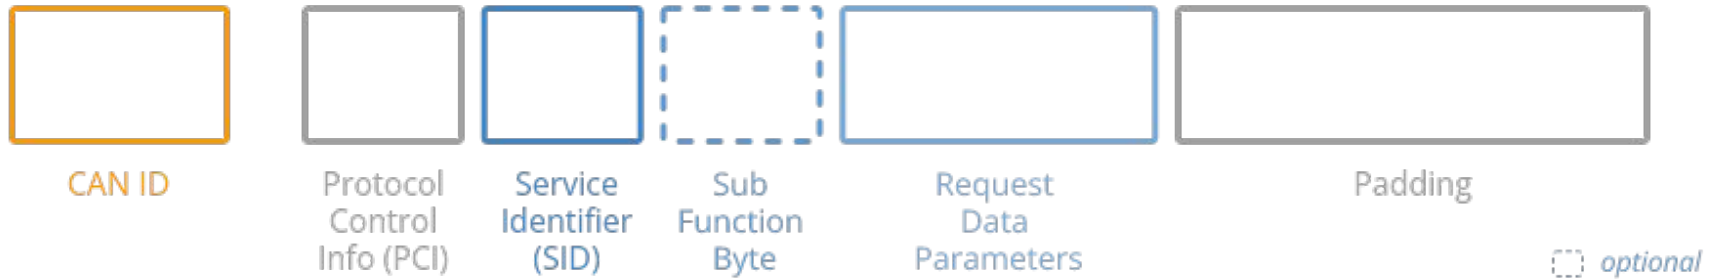 CAN ID
Protocol
Control
Info (PCI)
Service
Identifier
(SID)
Sub
Function
Byte
Request
Data
Parameters
Padding
optional